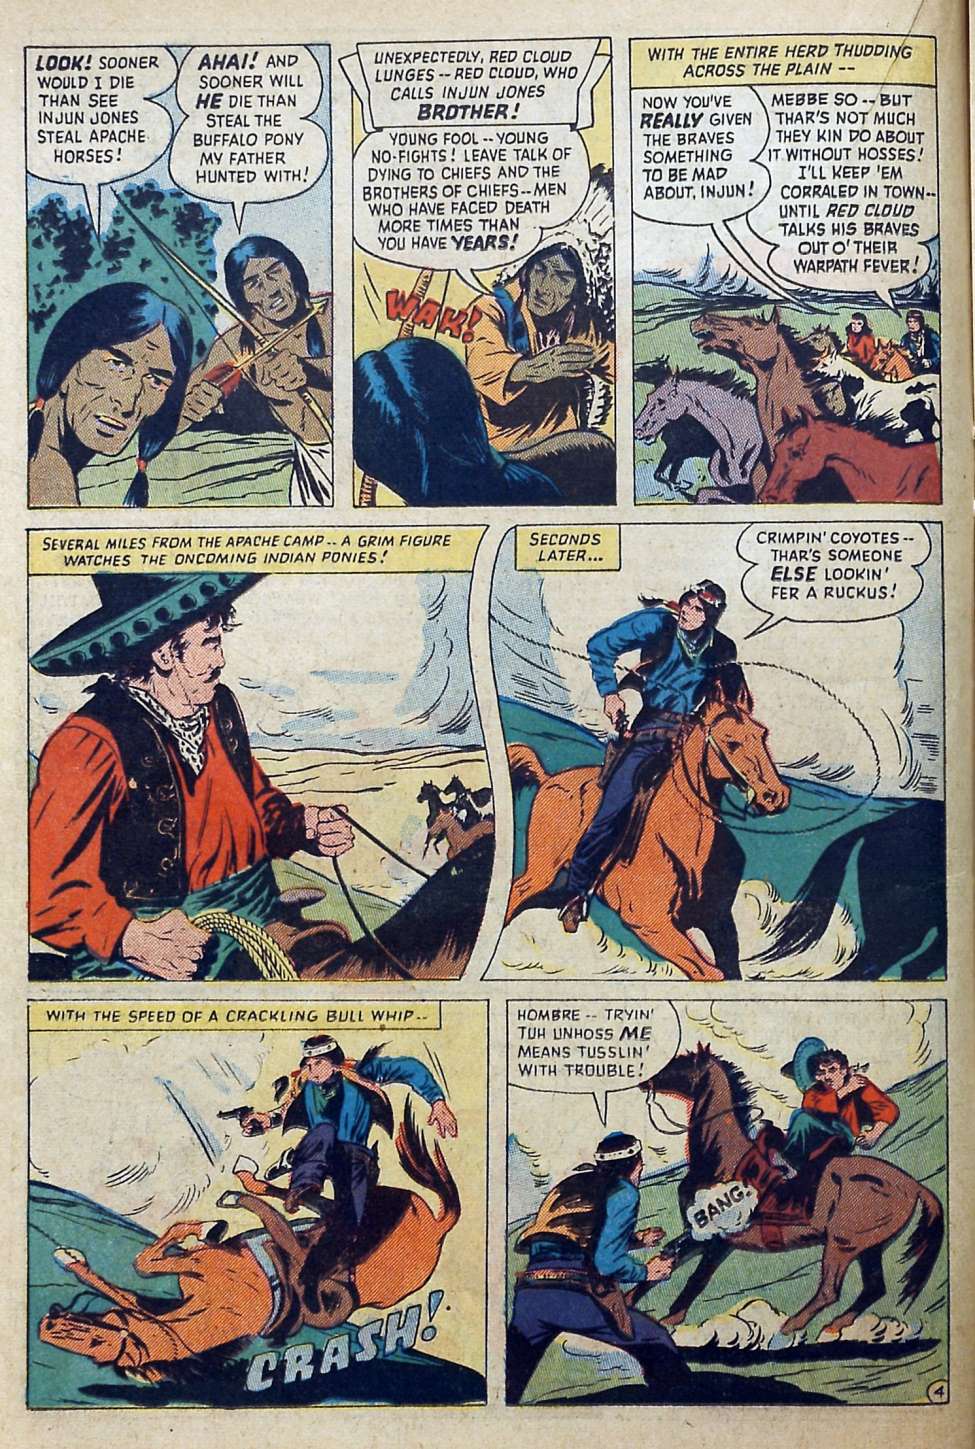 LOOK! SOONER
WOULD I DIE
THAN SEE
INJUN JONES
STEAL APACHE
HORSES!
AHAI! AND
SOONER WILL
HE DIE THAN
STEAL THE
BUFFALO PONY
MY FATHER
HUNTED WITH!
UNEXPECTEDLY, RED CLOUD
LUNGES -- RED CLOUD, WHO
CALLS INJUN JONES
BROTHER!
YOUNG FOOL -- YOUNG
NO-FIGHTS! LEAVE TALK OF
DYING TO CHIEFS AND THE
BROTHERS OF CHIEFS -- MEN
WHO HAVE FACED DEATH
MORE TIMES THAN
YOU HAVE YEARS!
WAK!
WITH THE ENTIRE HERD THUDDING
ACROSS THE PLAIN --
NOW YOU'VE
REALLY GIVEN
THE BRAVES
SOMETHING
TO BE MAD
ABOUT, INJUN!
MEBBE SO -- BUT
THAR'S NOT MUCH
THEY KIN DO ABOUT
IT WITHOUT HOSSES!
I'LL KEEP 'EM
CORRALED IN TOWN--
UNTIL RED CLOUD
TALKS HIS BRAVES
OUT O' THEIR
WARPATH FEVER!
SEVERAL MILES FROM THE APACHE CAMP -- A GRIM FIGURE
WATCHES THE ONCOMING INDIAN PONIES!
SECONDS
LATER...
CRIMPIN' COYOTES --
THAR'S SOMEONE
ELSE LOOKIN'
FER A RUCKUS!
WITH THE SPEED OF A CRACKLING BULL WHIP --
CRASH!
HOMBRE -- TRYIN'
TUH UNHOSS ME
MEANS TUSSLIN'
WITH TROUBLE!
BANG
4